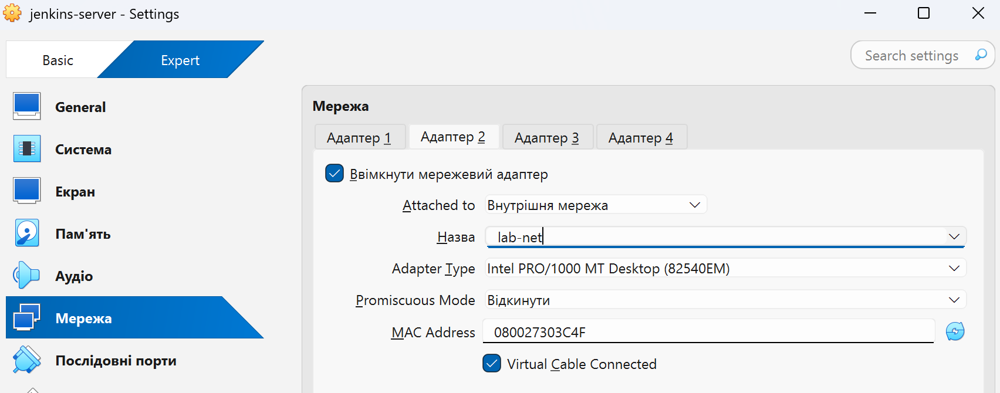 jenkins-server - Settings
Basic
Expert
Search settings
General
Система
Екран
Пам'ять
Аудіо
Мережа
Послідовні порти
Мережа
Адаптер 1
Адаптер 2
Адаптер 3
Адаптер 4
Ввімкнути мережевий адаптер
Attached to Внутрішня мережа
Назва lab-net
Adapter Type Intel PRO/1000 MT Desktop (82540EM)
Promiscuous Mode Відкинути
MAC Address 080027303C4F
Virtual Cable Connected